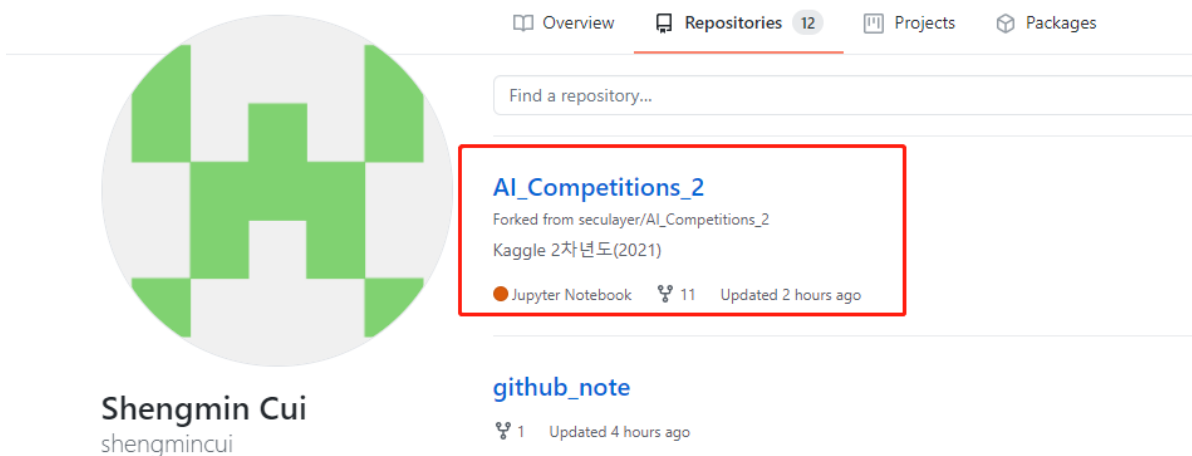 Overview Repositories 12 Projects Packages
Find a repository...
AI_Competitions_2
Forked from seculayer/AI_Competitions_2
Kaggle 2차년도(2021)
Jupyter Notebook 11 Updated 2 hours ago
github_note
1 Updated 4 hours ago
Shengmin Cui
shengmincui